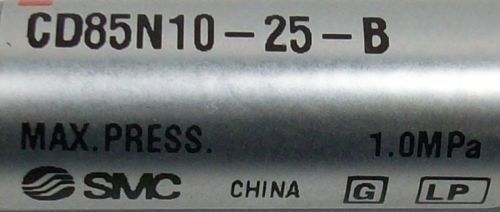 CD85N10-25-B
MAX. PRESS. 1.0MPa
SMC CHINA G LP